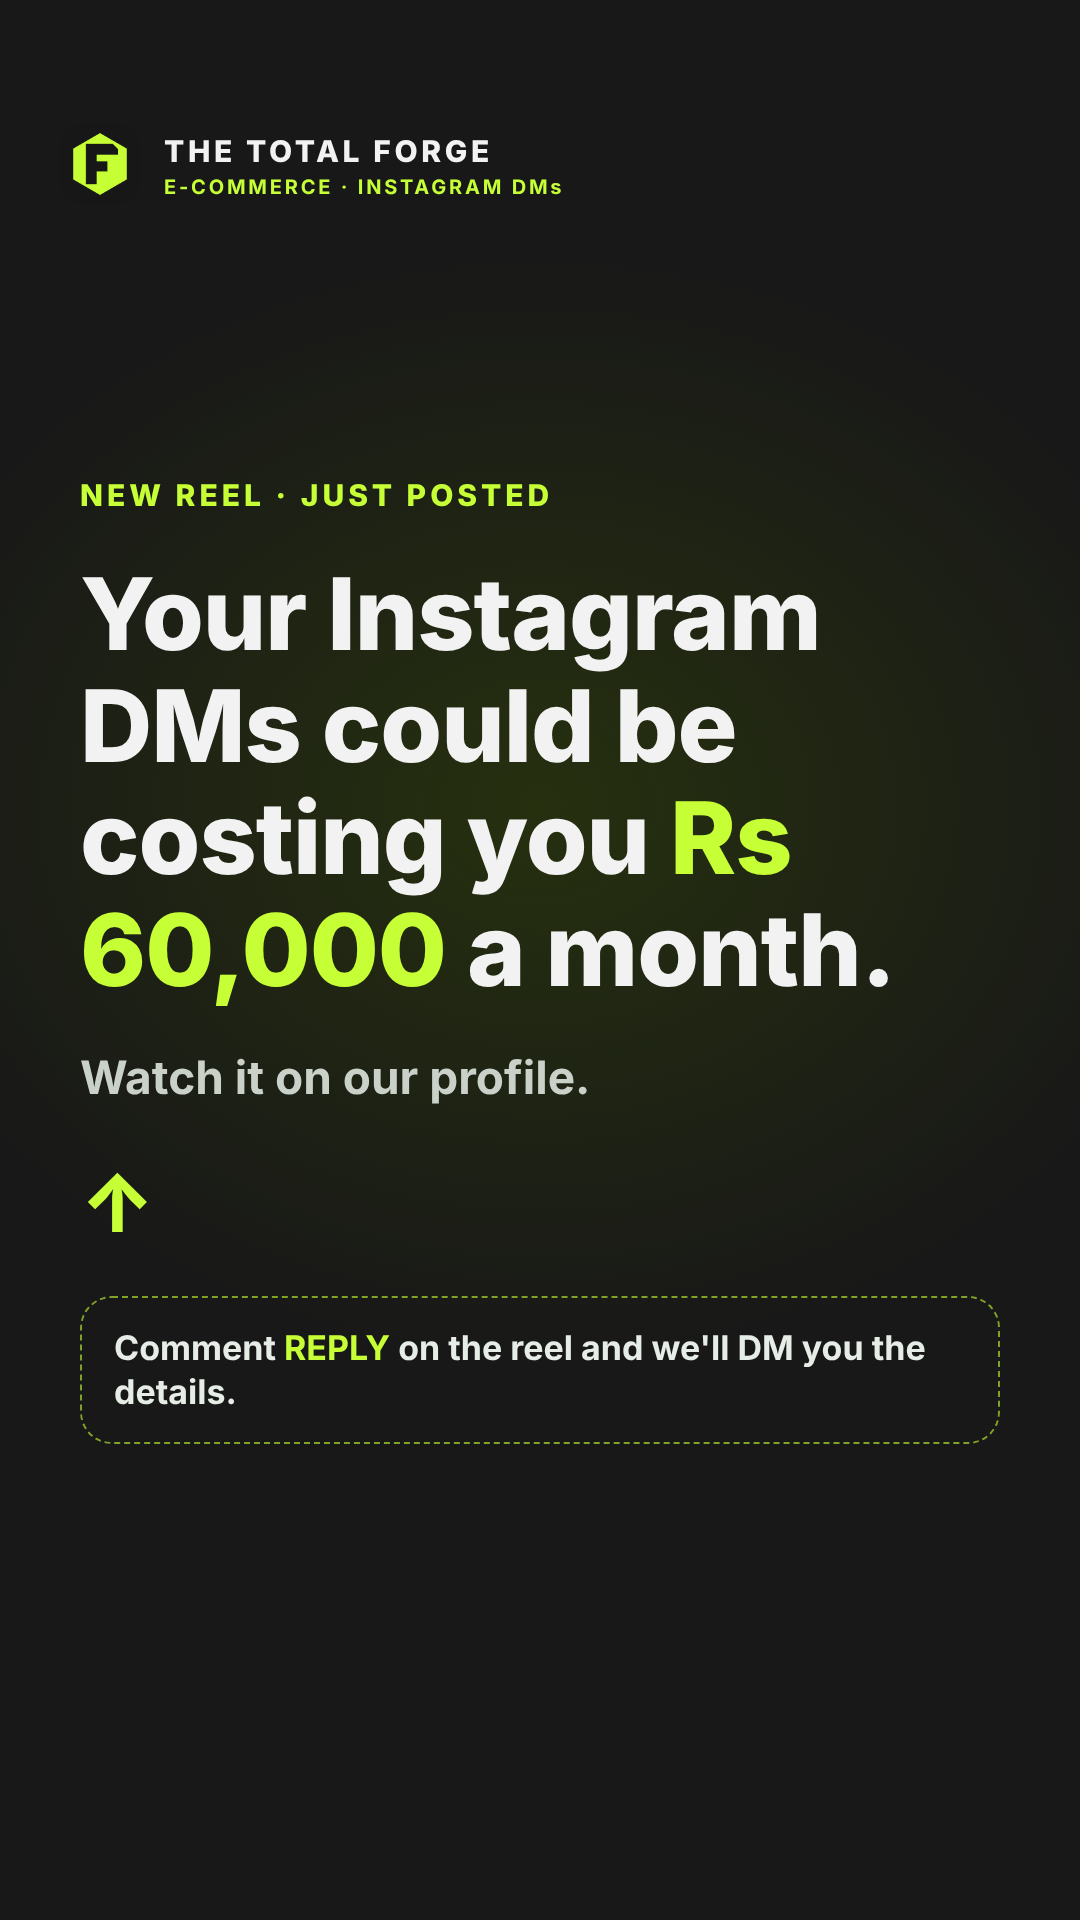 THE TOTAL FORGE
E-COMMERCE · INSTAGRAM DMs
NEW REEL · JUST POSTED
Your Instagram
DMs could be
costing you Rs
60,000 a month.
Watch it on our profile.
↑
Comment REPLY on the reel and we'll DM you the
details.